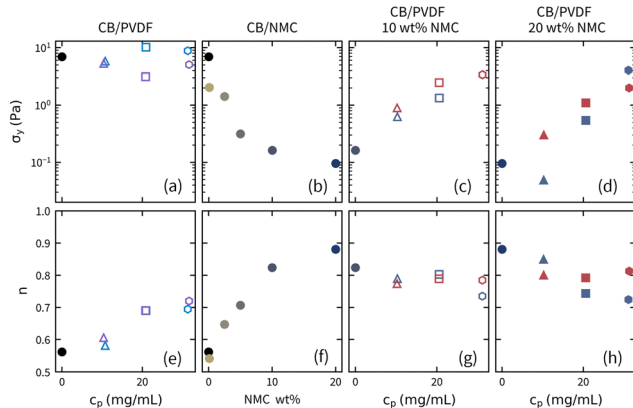 CB/PVDF
CB/NMC
CB/PVDF
10 wt% NMC
CB/PVDF
20 wt% NMC
10¹
10⁰
10⁻¹
σy (Pa)
(a)
(b)
(c)
(d)
1.0
0.9
0.8
0.7
0.6
0.5
n
(e)
(f)
(g)
(h)
0 20
0 10 20
0 20
0 20
cp (mg/mL)
NMC wt%
cp (mg/mL)
cp (mg/mL)